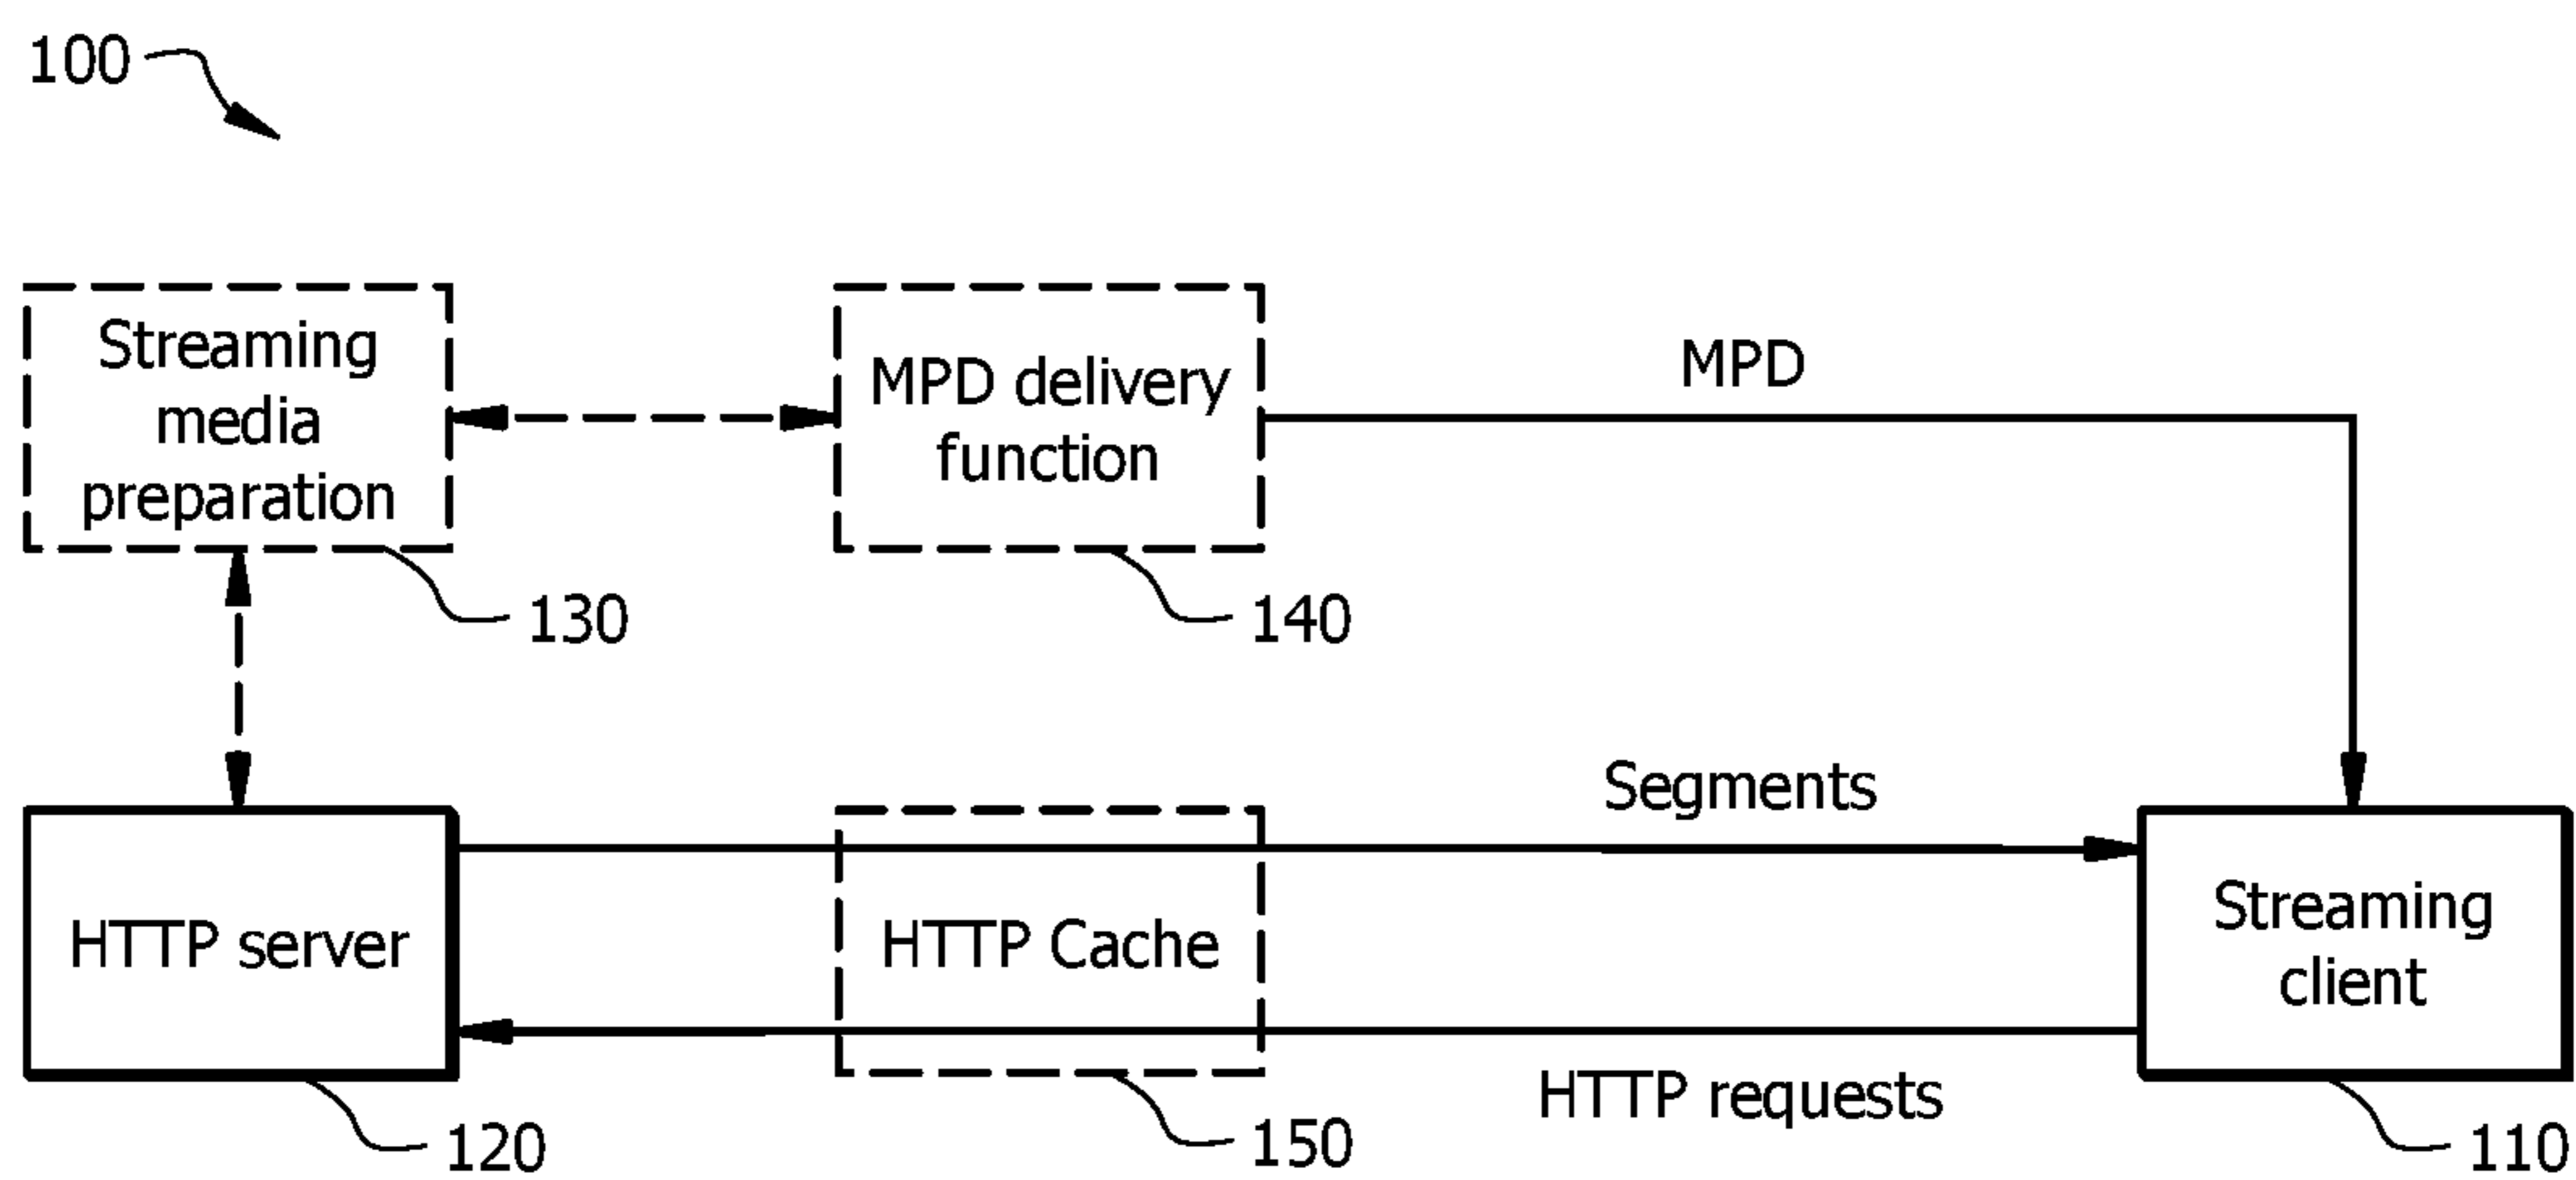 100
Streaming
media
preparation
130
MPD delivery
function
140
MPD
HTTP server
120
HTTP Cache
150
Segments
HTTP requests
Streaming
client
110